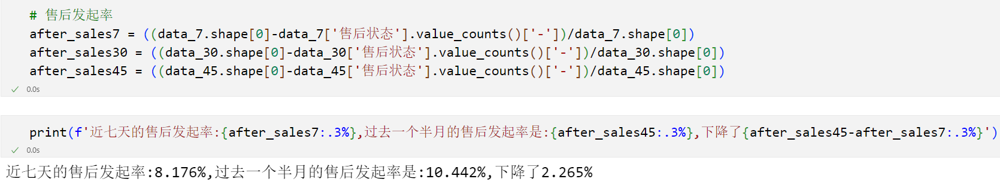 # 售后发起率
after_sales7 = ((data_7.shape[0]-data_7['售后状态'].value_counts()['-'])/data_7.shape[0])
after_sales30 = ((data_30.shape[0]-data_30['售后状态'].value_counts()['-'])/data_30.shape[0])
after_sales45 = ((data_45.shape[0]-data_45['售后状态'].value_counts()['-'])/data_45.shape[0])
0.0s
print(f'近七天的售后发起率:{after_sales7:.3%},过去一个半月的售后发起率是:{after_sales45:.3%},下降了{after_sales45-after_sales7:.3%}')
0.0s
近七天的售后发起率:8.176%,过去一个半月的售后发起率是:10.442%,下降了2.265%